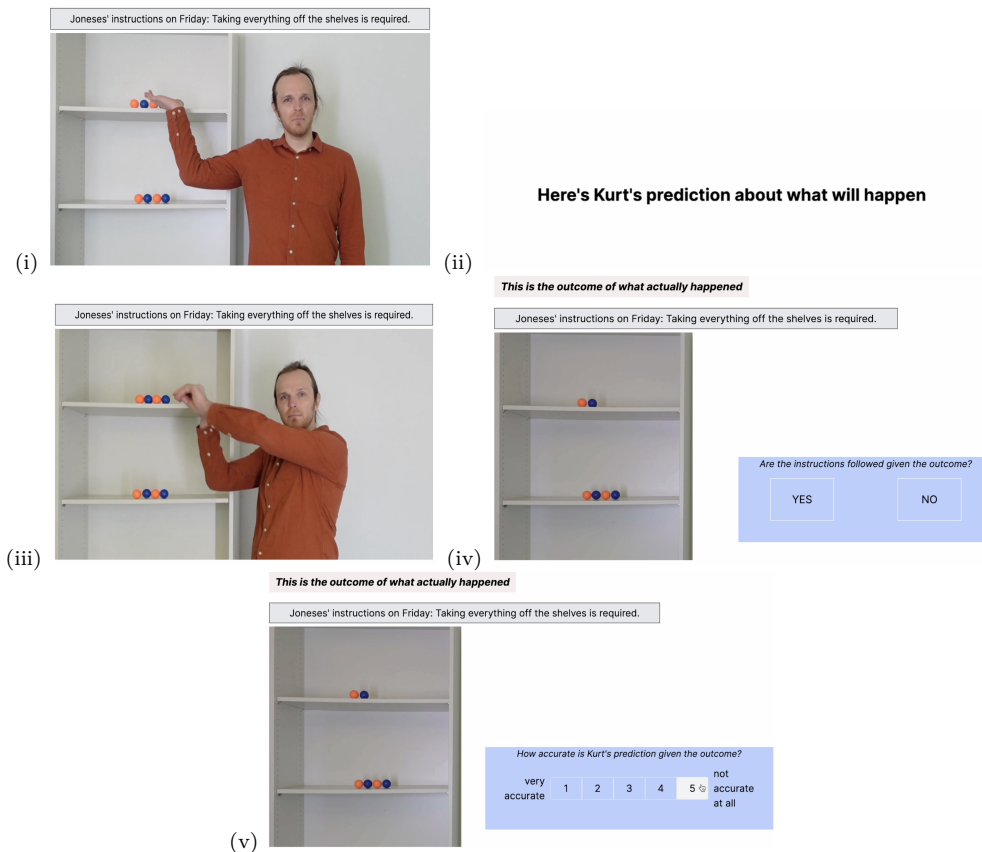 Joneses' instructions on Friday: Taking everything off the shelves is required.
(i)
Here's Kurt's prediction about what will happen
(ii)
Joneses' instructions on Friday: Taking everything off the shelves is required.
(iii)
This is the outcome of what actually happened
Joneses' instructions on Friday: Taking everything off the shelves is required.
Are the instructions followed given the outcome?
YES NO
(iv)
This is the outcome of what actually happened
Joneses' instructions on Friday: Taking everything off the shelves is required.
How accurate is Kurt's prediction given the outcome?
very
accurate
1 2 3 4 5
not
accurate
at all
(v)